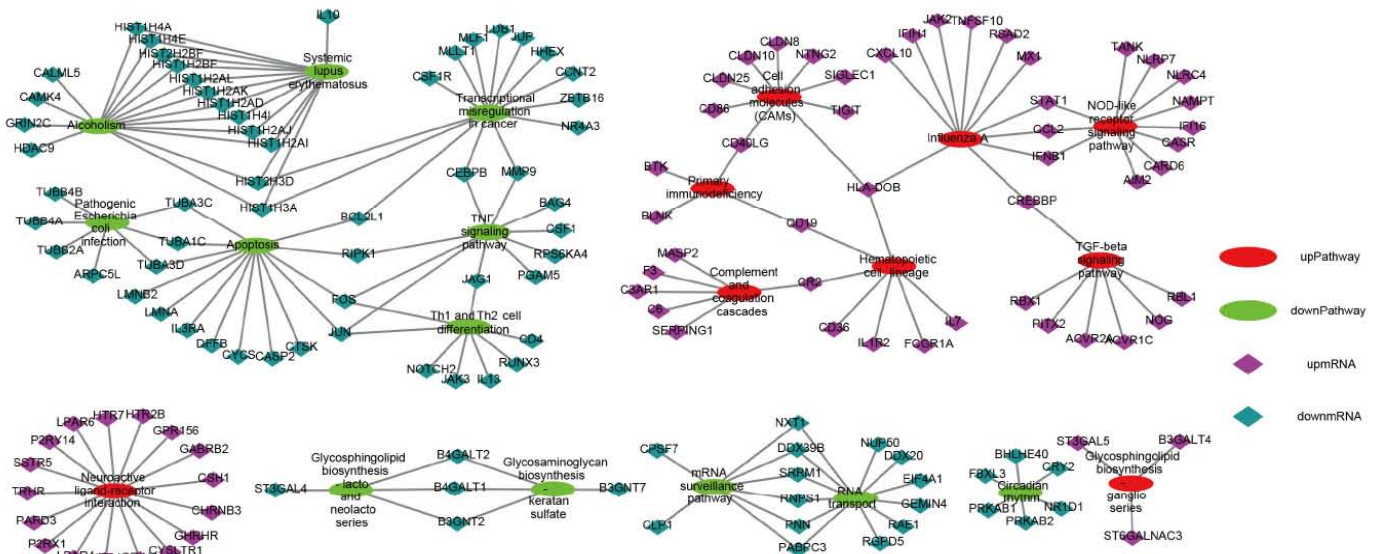 IL10
HIST1H4A
HIST1H4E
HIST2H2BF
HIST1H2BF
HIST1H2AL
HIST1H2AK
HIST1H2AD
HIST1H4I
HIST1H2AJ
HIST1H2AI
HIST2H3D
HIST1H3A
Systemic
lupus
erythematosus
CALML5
CAMK4
GRIN2C
HDAC9
Alcoholism
LDB1
MLF1
JUP
MLLT1
HHEX
CSF1R
CCNT2
ZBTB16
NR4A3
Transcriptional
misregulation
in cancer
CEBPB
MMP9
TUBB4B
TUBB4A
TUBB2A
ARPC5L
Pathogenic
Escherichia
coli
infection
TUBA3C
TUBA1C
TUBA3D
Apoptosis
BCL2L1
RIPK1
FOS
JUN
LMNB2
LMNA
IL3RA
DFFB
CYCS
CASP2
CTSK
TNF
signaling
pathway
BAG4
CSF1
RPS6KA4
PGAM5
JAG1
Th1 and Th2 cell
differentiation
CD4
RUNX3
IL13
JAK3
NOTCH2
CLDN8
CLDN10
NTNG2
CLDN25
SIGLEC1
CD86
TIGIT
Cell
adhesion
molecules
(CAMs)
CD40LG
BTK
BLNK
Primary
immunodeficiency
CD19
HLA-DOB
JAK2
TNFSF10
IFIH1
RSAD2
CXCL10
MX1
Influenza A
STAT1
CCL2
IFNB1
CREBBP
TANK
NLRP7
NLRC4
NAMPT
IFI16
CASR
CARD6
AIM2
NOD-like
receptor
signaling
pathway
MASP2
F3
C3AR1
C6
SERPING1
Complement
and
coagulation
cascades
CR2
Hematopoietic
cell lineage
CD36
IL1R2
FCGR1A
IL7
TGF-beta
signaling
pathway
RBX1
PITX2
ACVR2A
ACVR1C
NOG
RBL1
upPathway
downPathway
upmRNA
downmRNA
LPAR6
HTR7
HTR2B
P2RY14
GPR156
SSTR5
GABRB2
TRHR
CSH1
PARD3
CHRNB3
P2RX1
GHRHR
CYSLTR1
Neuroactive
ligand-receptor
interaction
ST3GAL4
Glycosphingolipid
biosynthesis
-
lacto
and
neolacto
series
B4GALT2
B4GALT1
B3GNT2
Glycosaminoglycan
biosynthesis
-
keratan
sulfate
B3GNT7
CPSF7
CLP1
mRNA
surveillance
pathway
NXT1
DDX39B
SRRM1
RNPS1
PNN
PABPC3
RNA
transport
NUP50
DDX20
EIF4A1
GEMIN4
RAE1
RGPD5
BHLHE40
FBXL3
CRY2
PRKAB1
NR1D1
PRKAB2
Circadian
rhythm
ST3GAL5
B3GALT4
Glycosphingolipid
biosynthesis
-
ganglio
series
ST6GALNAC3